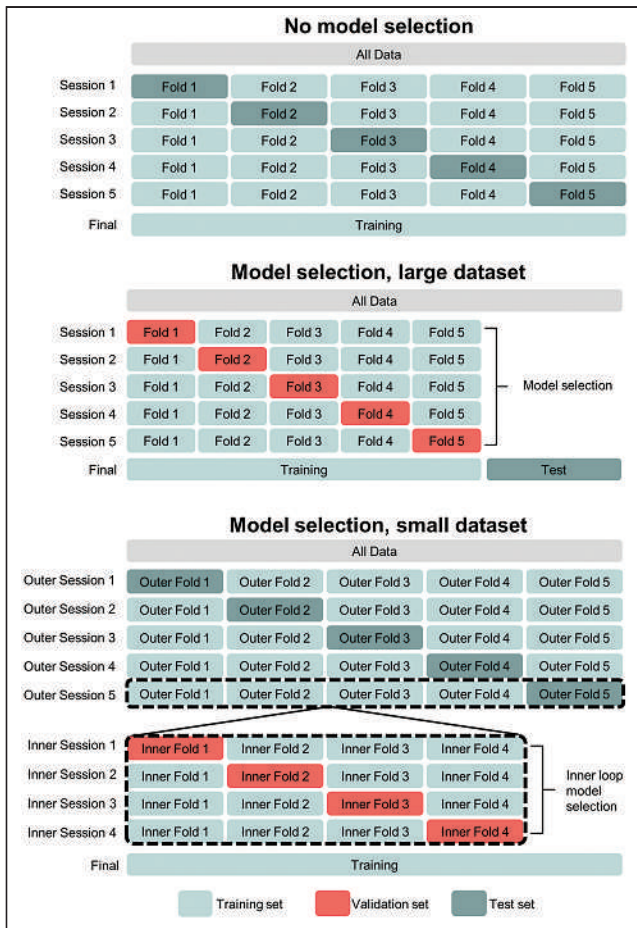 No model selection
All Data
Session 1 Fold 1 Fold 2 Fold 3 Fold 4 Fold 5
Session 2 Fold 1 Fold 2 Fold 3 Fold 4 Fold 5
Session 3 Fold 1 Fold 2 Fold 3 Fold 4 Fold 5
Session 4 Fold 1 Fold 2 Fold 3 Fold 4 Fold 5
Session 5 Fold 1 Fold 2 Fold 3 Fold 4 Fold 5
Final Training
Model selection, large dataset
All Data
Session 1 Fold 1 Fold 2 Fold 3 Fold 4 Fold 5
Session 2 Fold 1 Fold 2 Fold 3 Fold 4 Fold 5
Session 3 Fold 1 Fold 2 Fold 3 Fold 4 Fold 5 Model selection
Session 4 Fold 1 Fold 2 Fold 3 Fold 4 Fold 5
Session 5 Fold 1 Fold 2 Fold 3 Fold 4 Fold 5
Final Training Test
Model selection, small dataset
All Data
Outer Session 1 Outer Fold 1 Outer Fold 2 Outer Fold 3 Outer Fold 4 Outer Fold 5
Outer Session 2 Outer Fold 1 Outer Fold 2 Outer Fold 3 Outer Fold 4 Outer Fold 5
Outer Session 3 Outer Fold 1 Outer Fold 2 Outer Fold 3 Outer Fold 4 Outer Fold 5
Outer Session 4 Outer Fold 1 Outer Fold 2 Outer Fold 3 Outer Fold 4 Outer Fold 5
Outer Session 5 Outer Fold 1 Outer Fold 2 Outer Fold 3 Outer Fold 4 Outer Fold 5
Inner Session 1 Inner Fold 1 Inner Fold 2 Inner Fold 3 Inner Fold 4
Inner Session 2 Inner Fold 1 Inner Fold 2 Inner Fold 3 Inner Fold 4
Inner Session 3 Inner Fold 1 Inner Fold 2 Inner Fold 3 Inner Fold 4
Inner Session 4 Inner Fold 1 Inner Fold 2 Inner Fold 3 Inner Fold 4
Inner loop
model
selection
Final Training
Training set Validation set Test set